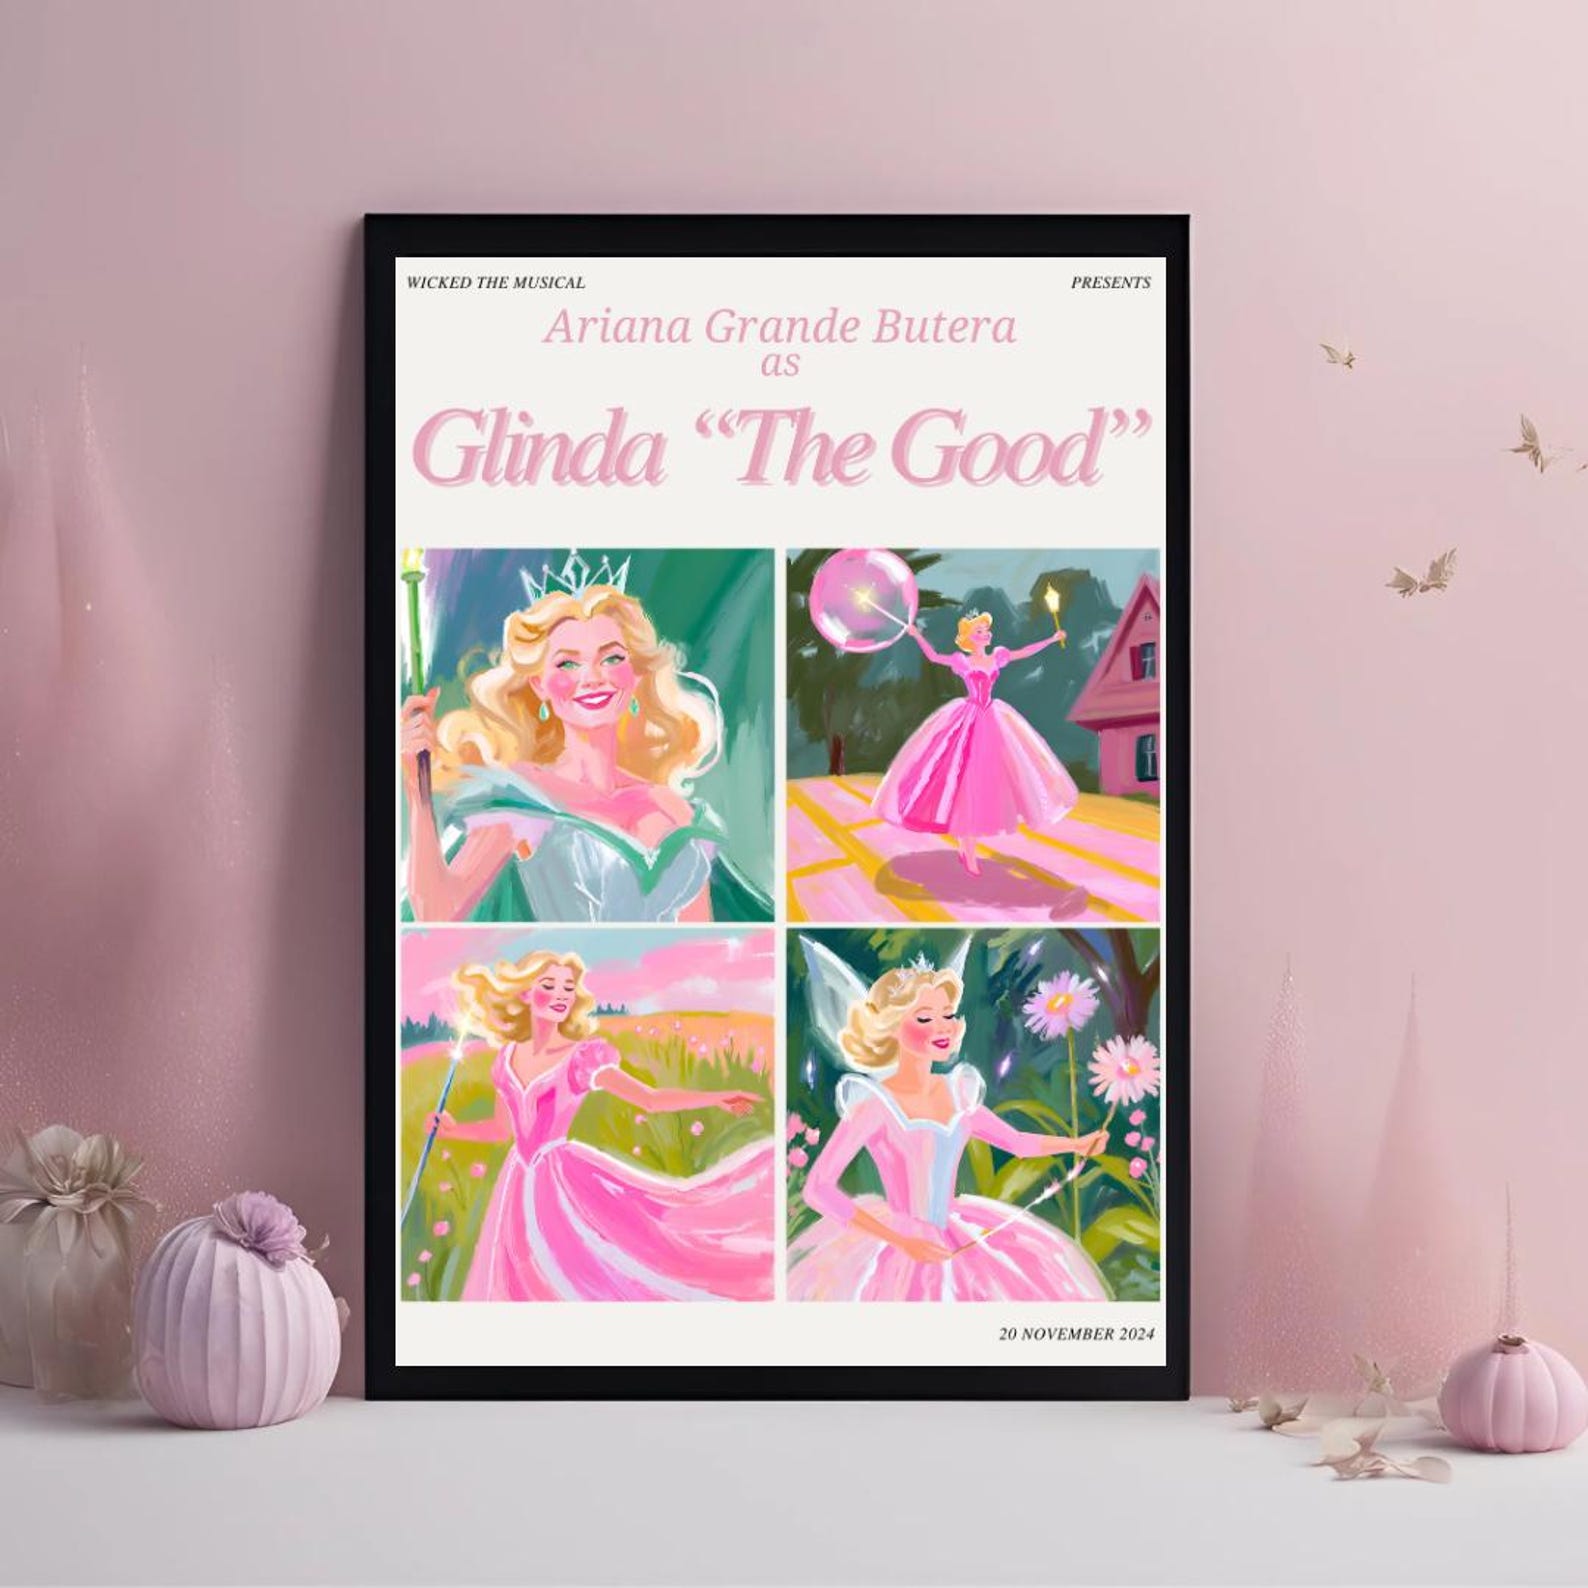 WICKED THE MUSICAL
PRESENTS
Ariana Grande Butera
as
Glinda “The Good”
20 NOVEMBER 2024